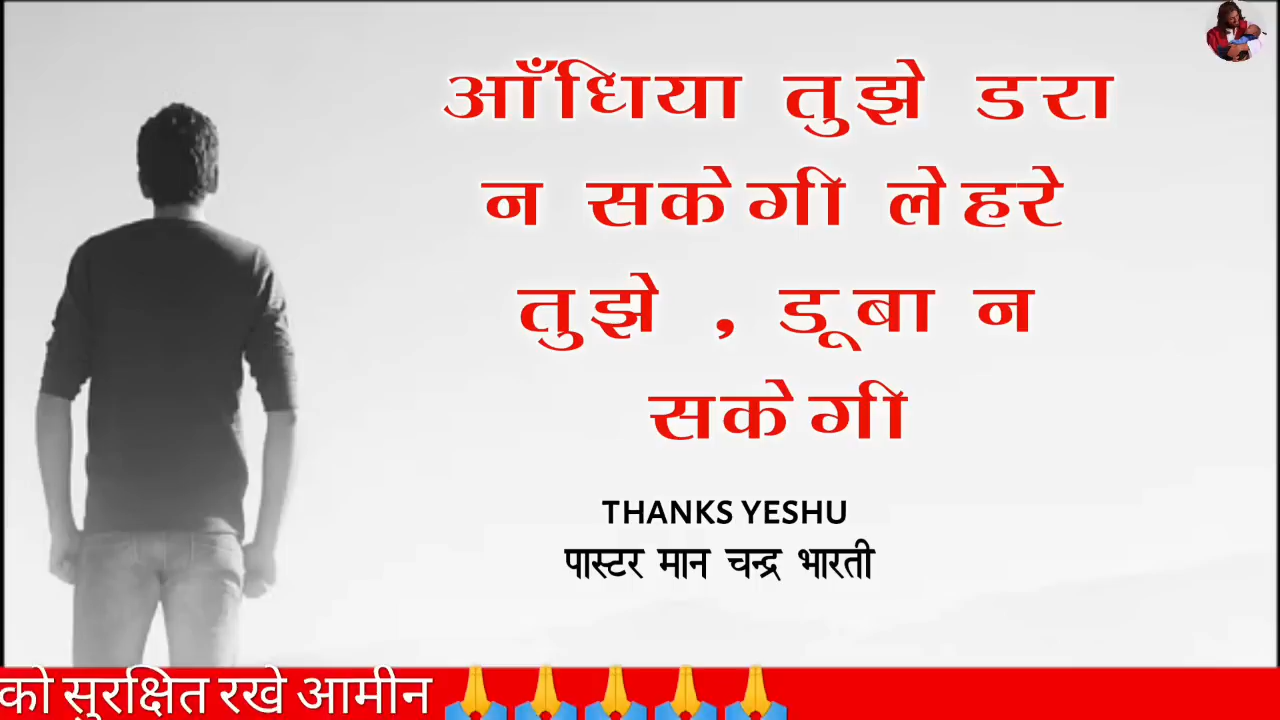 आँधिया तुझे डरा
न सकेगी लेहरे
तुझे , डूबा न
सकेगी
THANKS YESHU
पास्टर मान चन्द्र भारती
को सुरक्षित रखे आमीन 🙏🙏🙏🙏🙏